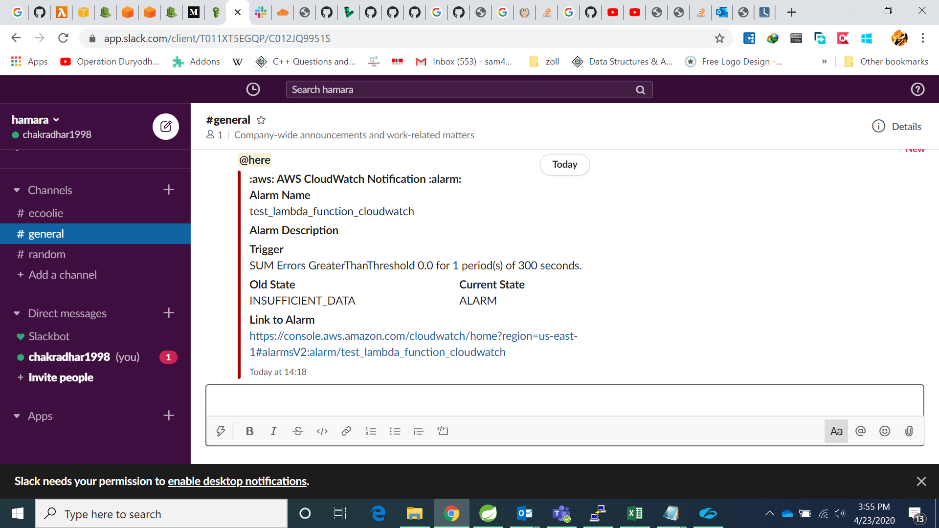 app.slack.com/client/T011XT5EGQP/C012JQ9951S
Apps
Operation Duryodh...
Addons
W
C++ Questions and...
Inbox (553) - sam4...
zoll
Data Structures & A...
Free Logo Design -...
»
Other bookmarks
Search hamara
hamara
chakradhar1998
#general
1 | Company-wide announcements and work-related matters
Details
New
Today
@here
:aws: AWS CloudWatch Notification :alarm:
Alarm Name
test_lambda_function_cloudwatch
Alarm Description
Trigger
SUM Errors GreaterThanThreshold 0.0 for 1 period(s) of 300 seconds.
Old State
Current State
INSUFFICIENT_DATA
ALARM
Link to Alarm
https://console.aws.amazon.com/cloudwatch/home?region=us-east-
1#alarmsV2:alarm/test_lambda_function_cloudwatch
Today at 14:18
Channels +
# ecoolie
# general
# random
+ Add a channel
Direct messages +
Slackbot
chakradhar1998 (you) 1
+ Invite people
Apps +
B I S </> Aa @
Slack needs your permission to enable desktop notifications.
Type here to search
3:55 PM
4/23/2020
13